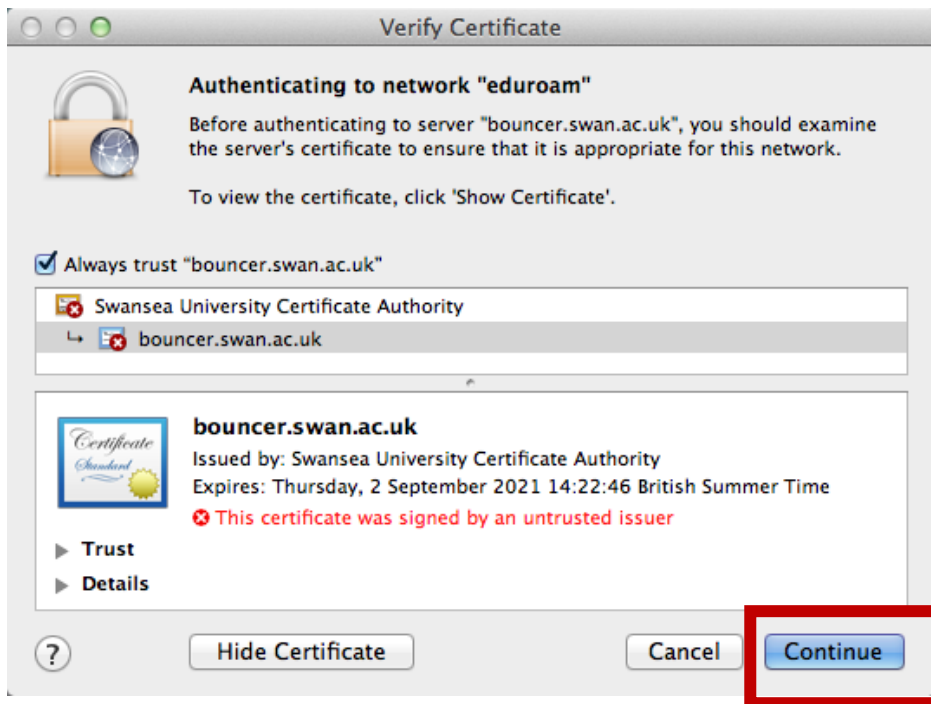 Verify Certificate
Authenticating to network "eduroam"
Before authenticating to server "bouncer.swan.ac.uk", you should examine
the server's certificate to ensure that it is appropriate for this network.
To view the certificate, click 'Show Certificate'.
Always trust “bouncer.swan.ac.uk”
Swansea University Certificate Authority
bouncer.swan.ac.uk
Certificate
Standard
bouncer.swan.ac.uk
Issued by: Swansea University Certificate Authority
Expires: Thursday, 2 September 2021 14:22:46 British Summer Time
This certificate was signed by an untrusted issuer
Trust
Details
? Hide Certificate Cancel Continue